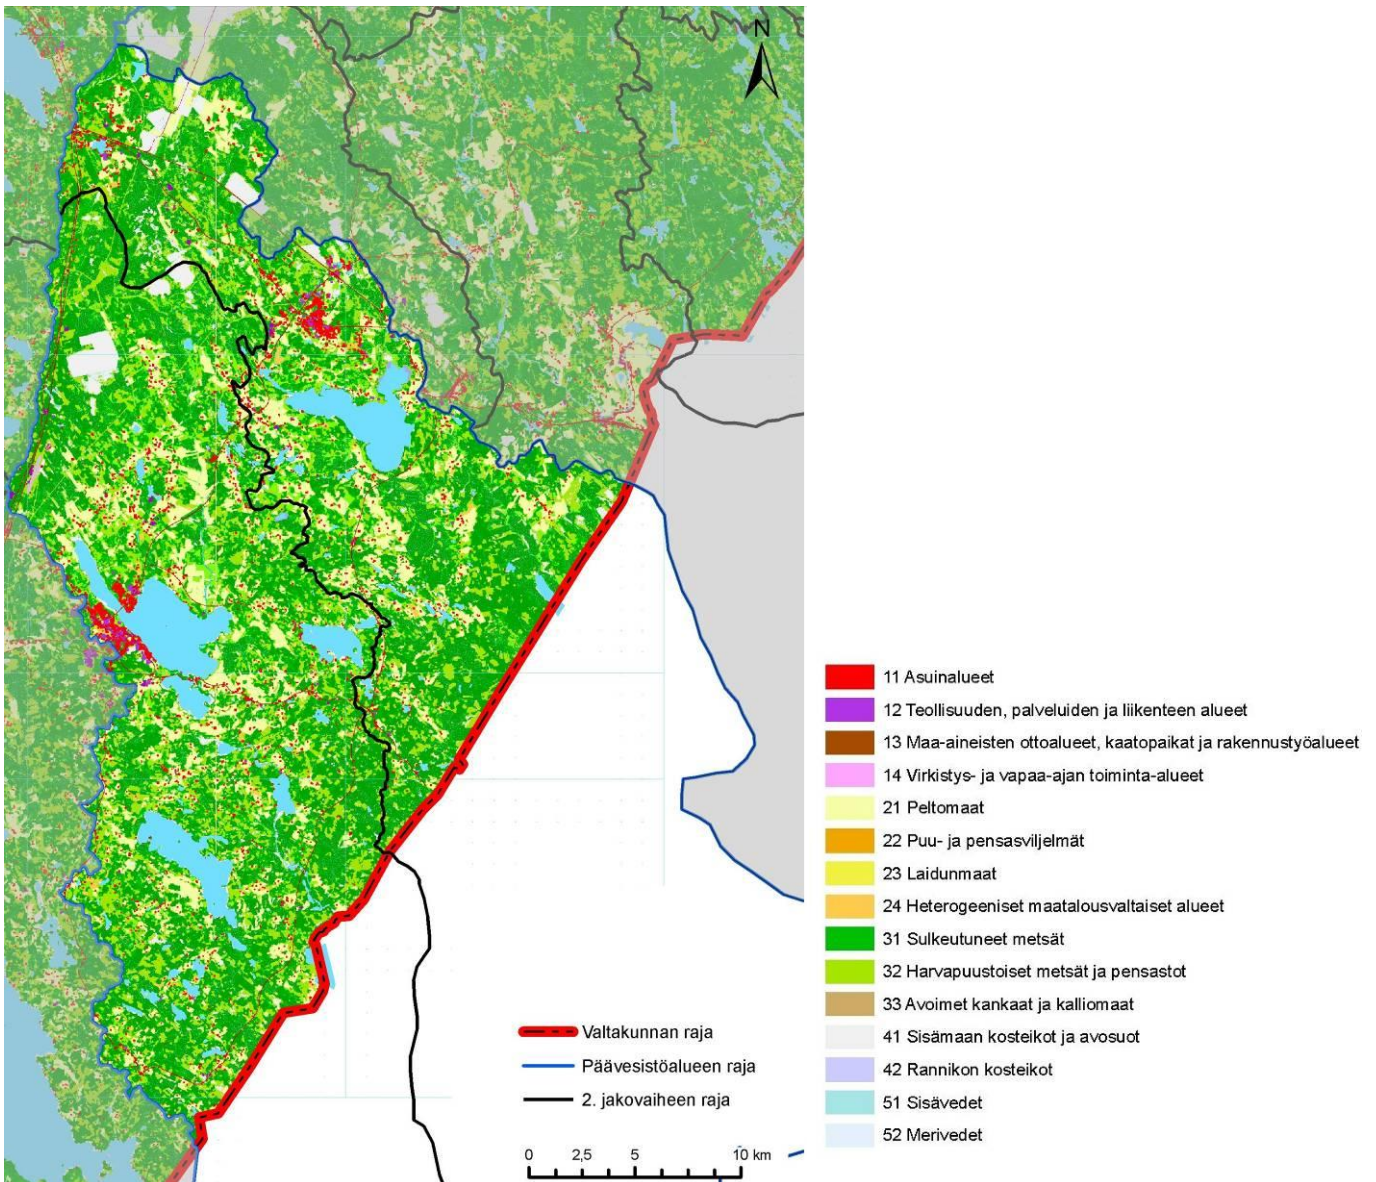 N
11 Asuinalueet
12 Teollisuuden, palveluiden ja liikenteen alueet
13 Maa-aineisten ottoalueet, kaatopaikat ja rakennustyöalueet
14 Virkistys- ja vapaa-ajan toiminta-alueet
21 Peltomaat
22 Puu- ja pensasviljelmät
23 Laidunmaat
24 Heterogeeniset maatalousvaltaiset alueet
31 Sulkeutuneet metsät
32 Harvapuustoiset metsät ja pensastot
33 Avoimet kankaat ja kalliomaat
41 Sisämaan kosteikot ja avosuot
42 Rannikon kosteikot
51 Sisävedet
52 Merivedet
Valtakunnan raja
Päävesistöalueen raja
2. jakovaiheen raja
0 2,5 5 10 km